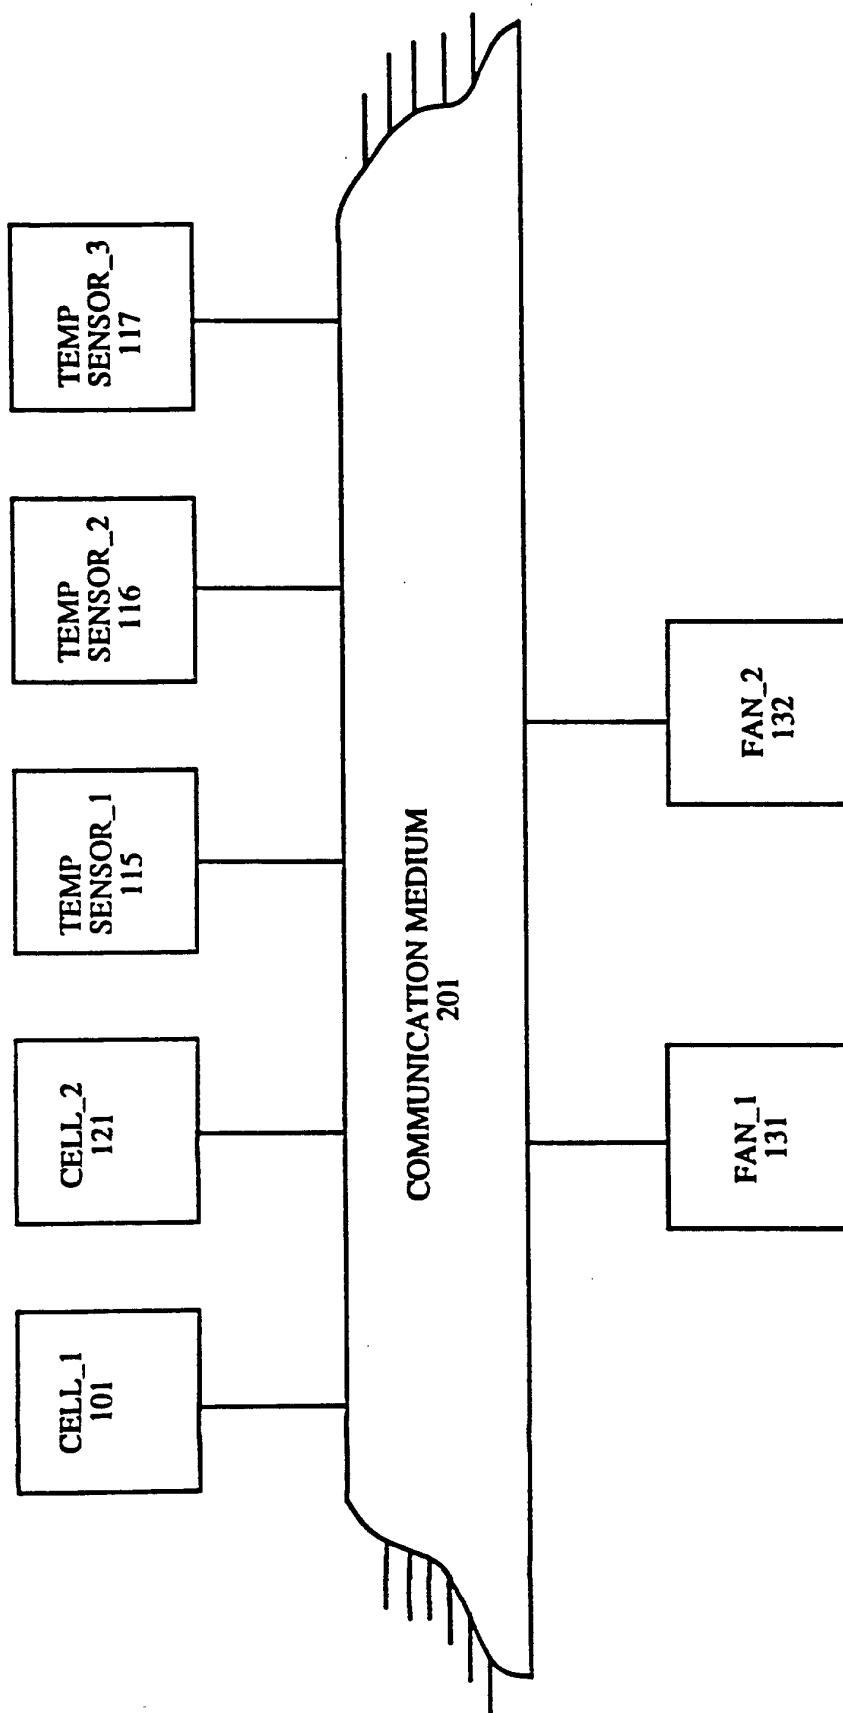 CELL_1
101
CELL_2
121
TEMP
SENSOR_1
115
TEMP
SENSOR_2
116
TEMP
SENSOR_3
117
COMMUNICATION MEDIUM
201
FAN_1
131
FAN_2
132